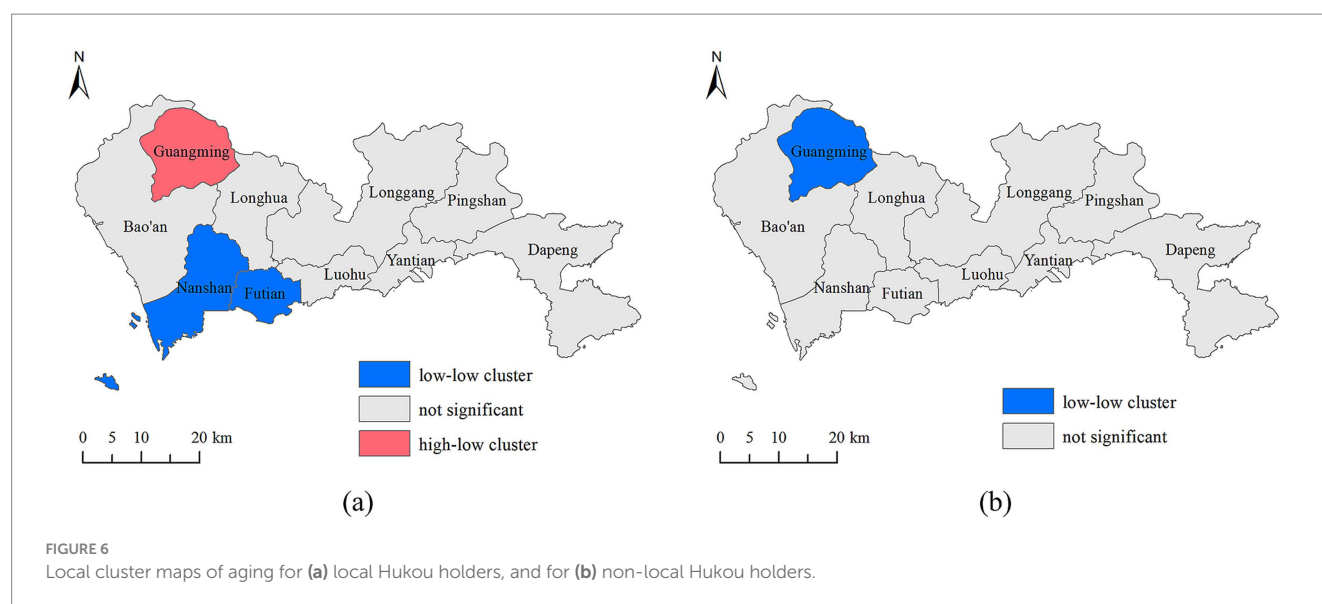 N
Guangming
Longhua
Longgang
Pingshan
Bao'an
Dapeng
Luohu
Yantian
Nanshan
Futian
low-low cluster
not significant
high-low cluster
0 5 10 20 km
(a)
N
Guangming
Longhua
Longgang
Pingshan
Bao'an
Dapeng
Luohu
Yantian
Nanshan
Futian
low-low cluster
not significant
0 5 10 20 km
(b)
FIGURE 6
Local cluster maps of aging for (a) local Hukou holders, and for (b) non-local Hukou holders.